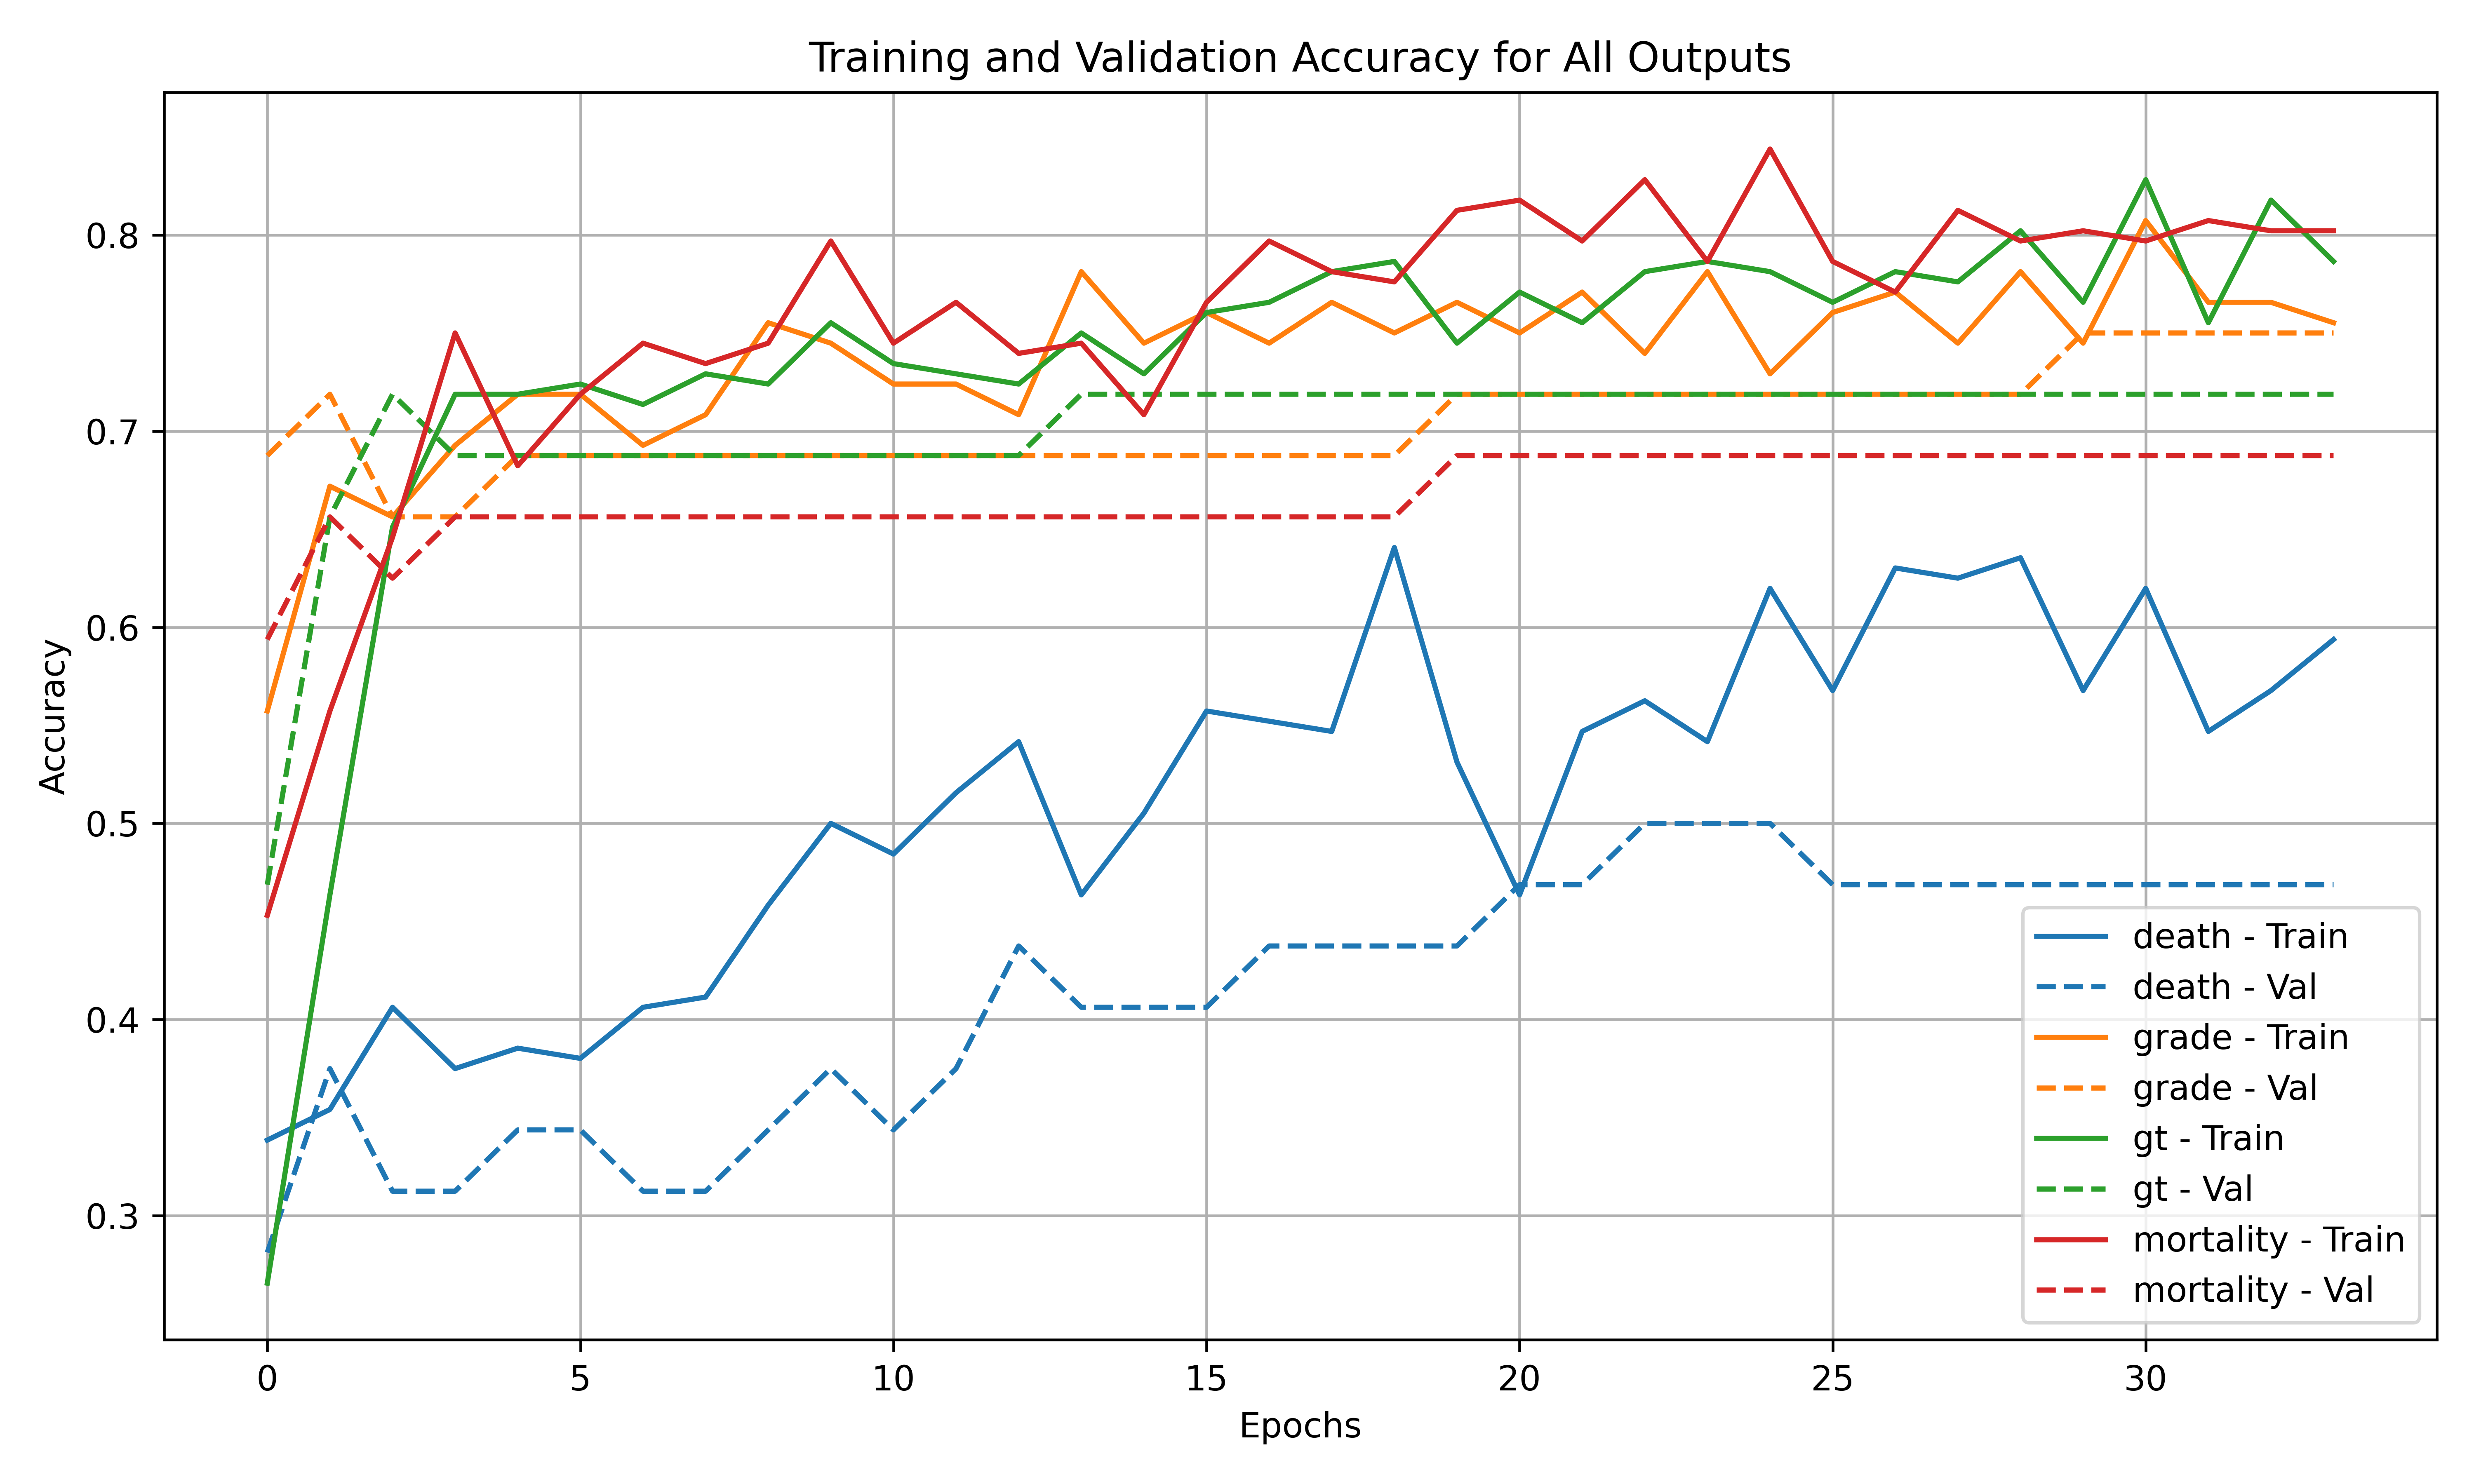 Training and Validation Accuracy for All Outputs
Accuracy
0.8
0.7
0.6
0.5
0.4
0.3
death - Train
death - Val
grade - Train
grade - Val
gt - Train
gt - Val
mortality - Train
mortality - Val
0 5 10 15 20 25 30
Epochs